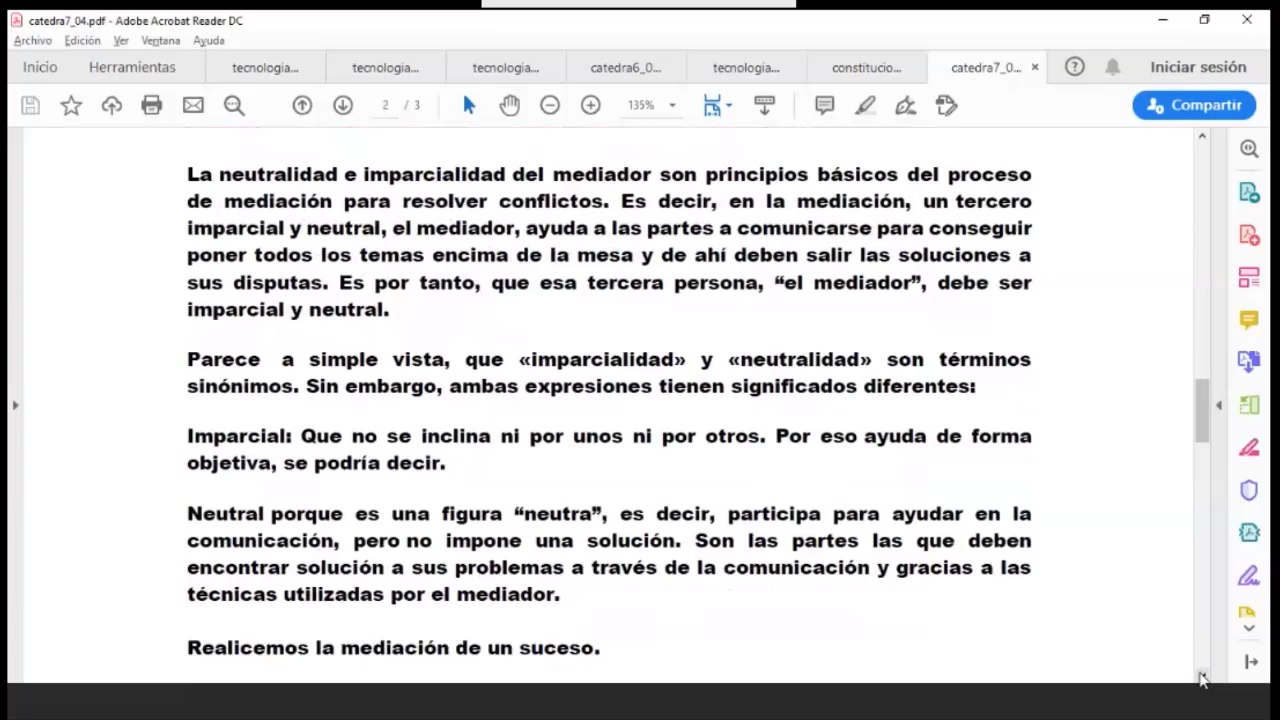 catedra7_04.pdf - Adobe Acrobat Reader DC
Archivo Edición Ver Ventana Ayuda
Inicio Herramientas tecnologia... tecnologia... tecnologia... catedra6_0... tecnologia... constitucio... catedra7_0... × Iniciar sesión
2 / 3 135% Compartir
La neutralidad e imparcialidad del mediador son principios básicos del proceso
de mediación para resolver conflictos. Es decir, en la mediación, un tercero
imparcial y neutral, el mediador, ayuda a las partes a comunicarse para conseguir
poner todos los temas encima de la mesa y de ahí deben salir las soluciones a
sus disputas. Es por tanto, que esa tercera persona, “el mediador”, debe ser
imparcial y neutral.
Parece a simple vista, que «imparcialidad» y «neutralidad» son términos
sinónimos. Sin embargo, ambas expresiones tienen significados diferentes:
Imparcial: Que no se inclina ni por unos ni por otros. Por eso ayuda de forma
objetiva, se podría decir.
Neutral porque es una figura “neutra”, es decir, participa para ayudar en la
comunicación, pero no impone una solución. Son las partes las que deben
encontrar solución a sus problemas a través de la comunicación y gracias a las
técnicas utilizadas por el mediador.
Realicemos la mediación de un suceso.